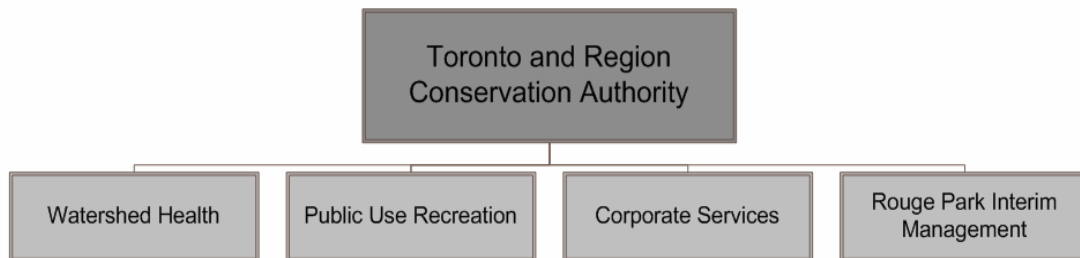 Toronto and Region
Conservation Authority
Watershed Health
Public Use Recreation
Corporate Services
Rouge Park Interim
Management